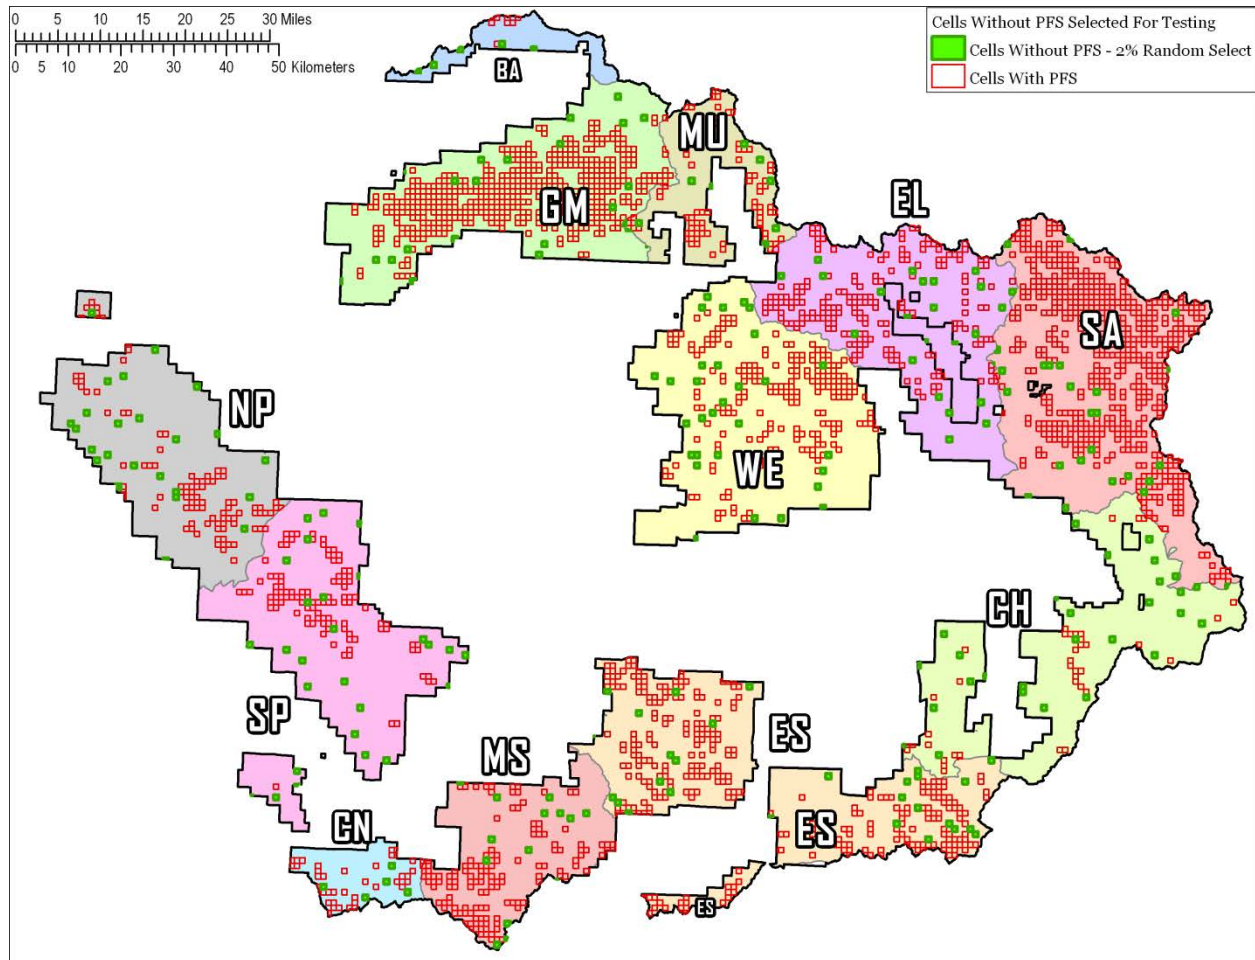 0 5 10 20 30 Miles
0 5 10 20 30 40 50 Kilometers
Cells Without PFS Selected For Testing
Cells Without PFS - 2% Random Select
Cells With PFS
BA
MU
GM
EL
SA
NP
WE
CH
SP
MS
ES
CN
ES
ES